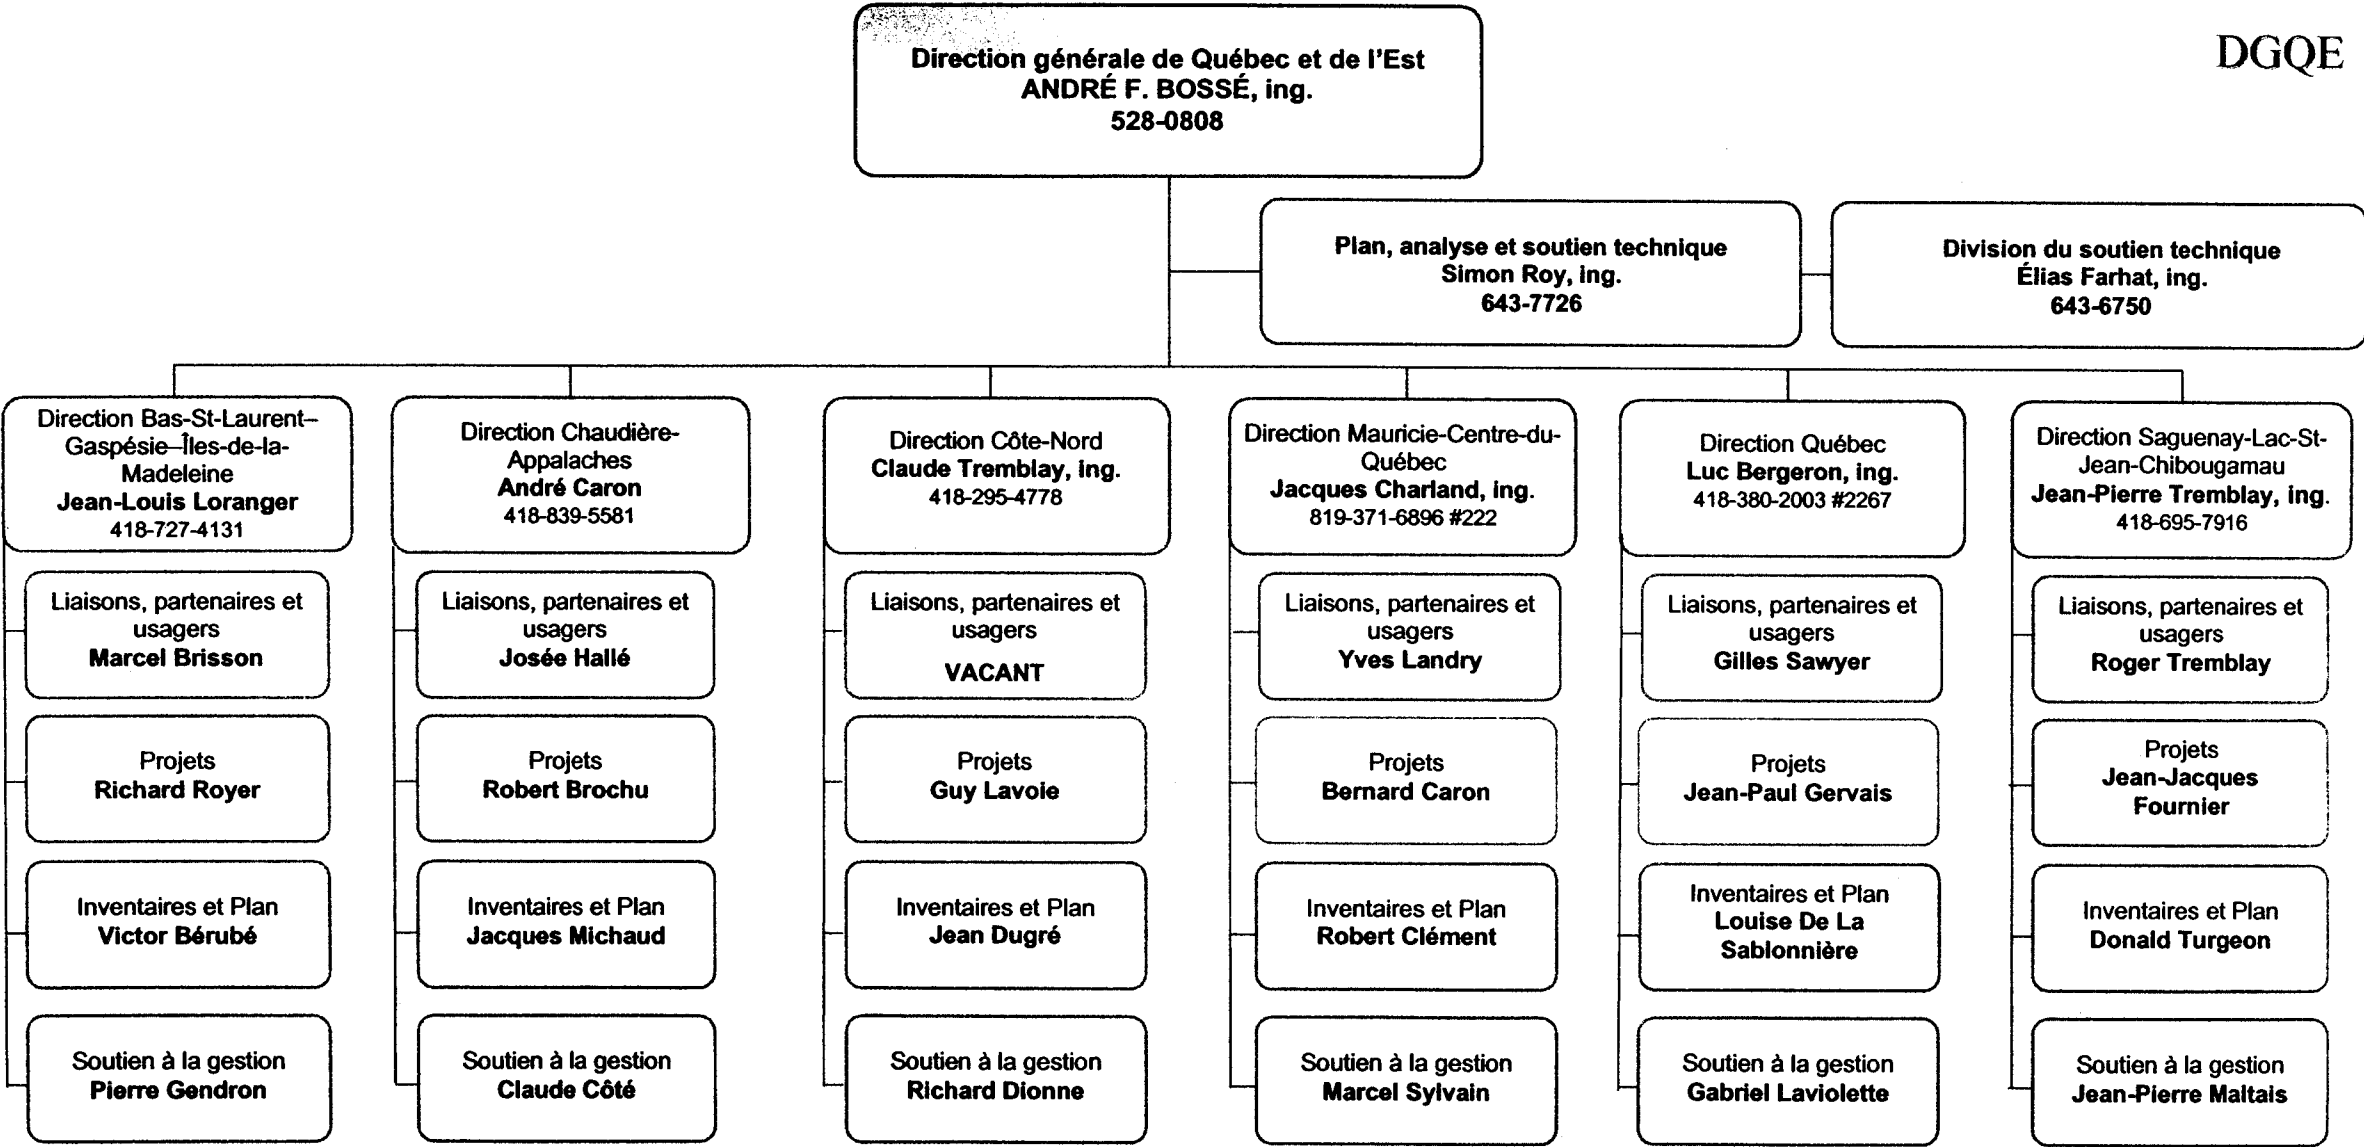 DGQE
Direction générale de Québec et de l'Est
ANDRÉ F. BOSSÉ, ing.
528-0808
Plan, analyse et soutien technique
Simon Roy, ing.
643-7726
Division du soutien technique
Élias Farhat, ing.
643-6750
Direction Bas-St-Laurent–
Gaspésie–Îles-de-la-
Madeleine
Jean-Louis Loranger
418-727-4131
Liaisons, partenaires et
usagers
Marcel Brisson
Projets
Richard Royer
Inventaires et Plan
Victor Bérubé
Soutien à la gestion
Pierre Gendron
Direction Chaudière-
Appalaches
André Caron
418-839-5581
Liaisons, partenaires et
usagers
Josée Hallé
Projets
Robert Brochu
Inventaires et Plan
Jacques Michaud
Soutien à la gestion
Claude Côté
Direction Côte-Nord
Claude Tremblay, ing.
418-295-4778
Liaisons, partenaires et
usagers
VACANT
Projets
Guy Lavoie
Inventaires et Plan
Jean Dugré
Soutien à la gestion
Richard Dionne
Direction Mauricie-Centre-du-
Québec
Jacques Charland, ing.
819-371-6896 #222
Liaisons, partenaires et
usagers
Yves Landry
Projets
Bernard Caron
Inventaires et Plan
Robert Clément
Soutien à la gestion
Marcel Sylvain
Direction Québec
Luc Bergeron, ing.
418-380-2003 #2267
Liaisons, partenaires et
usagers
Gilles Sawyer
Projets
Jean-Paul Gervais
Inventaires et Plan
Louise De La
Sablonnière
Soutien à la gestion
Gabriel Laviolette
Direction Saguenay-Lac-St-
Jean-Chibougamau
Jean-Pierre Tremblay, ing.
418-695-7916
Liaisons, partenaires et
usagers
Roger Tremblay
Projets
Jean-Jacques
Fournier
Inventaires et Plan
Donald Turgeon
Soutien à la gestion
Jean-Pierre Maltais